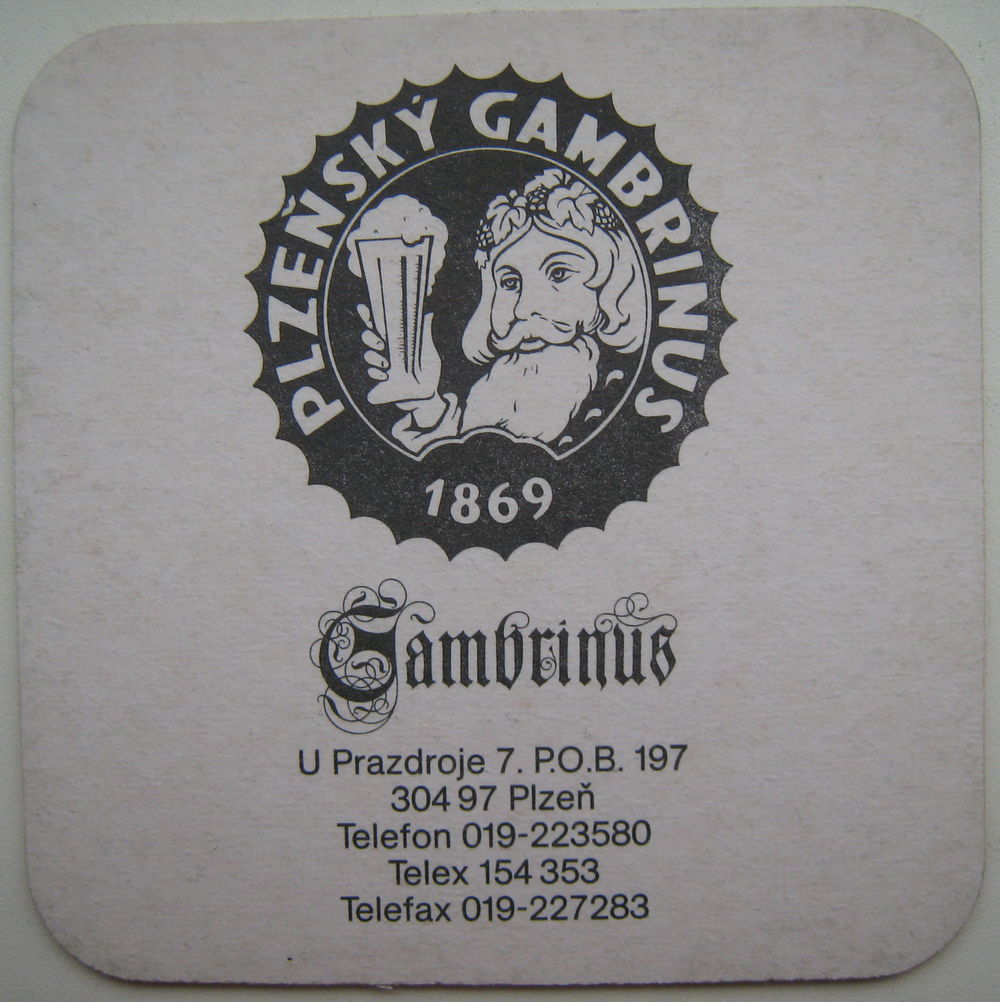 PLZEŇSKÝ GAMBRINUS
1869
Gambrinus
U Prazdroje 7. P.O.B. 197
304 97 Plzeň
Telefon 019-223580
Telex 154 353
Telefax 019-227283